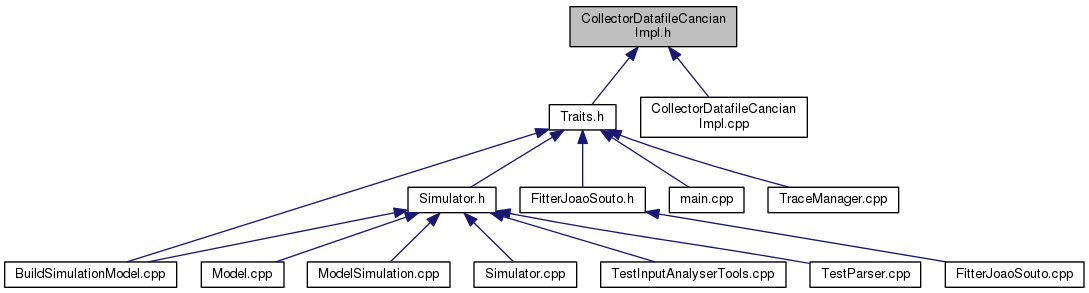 CollectorDatafileCancian
Impl.h
Traits.h
CollectorDatafileCancian
Impl.cpp
Simulator.h
FitterJoaoSouto.h
main.cpp
TraceManager.cpp
BuildSimulationModel.cpp
Model.cpp
ModelSimulation.cpp
Simulator.cpp
TestInputAnalyserTools.cpp
TestParser.cpp
FitterJoaoSouto.cpp